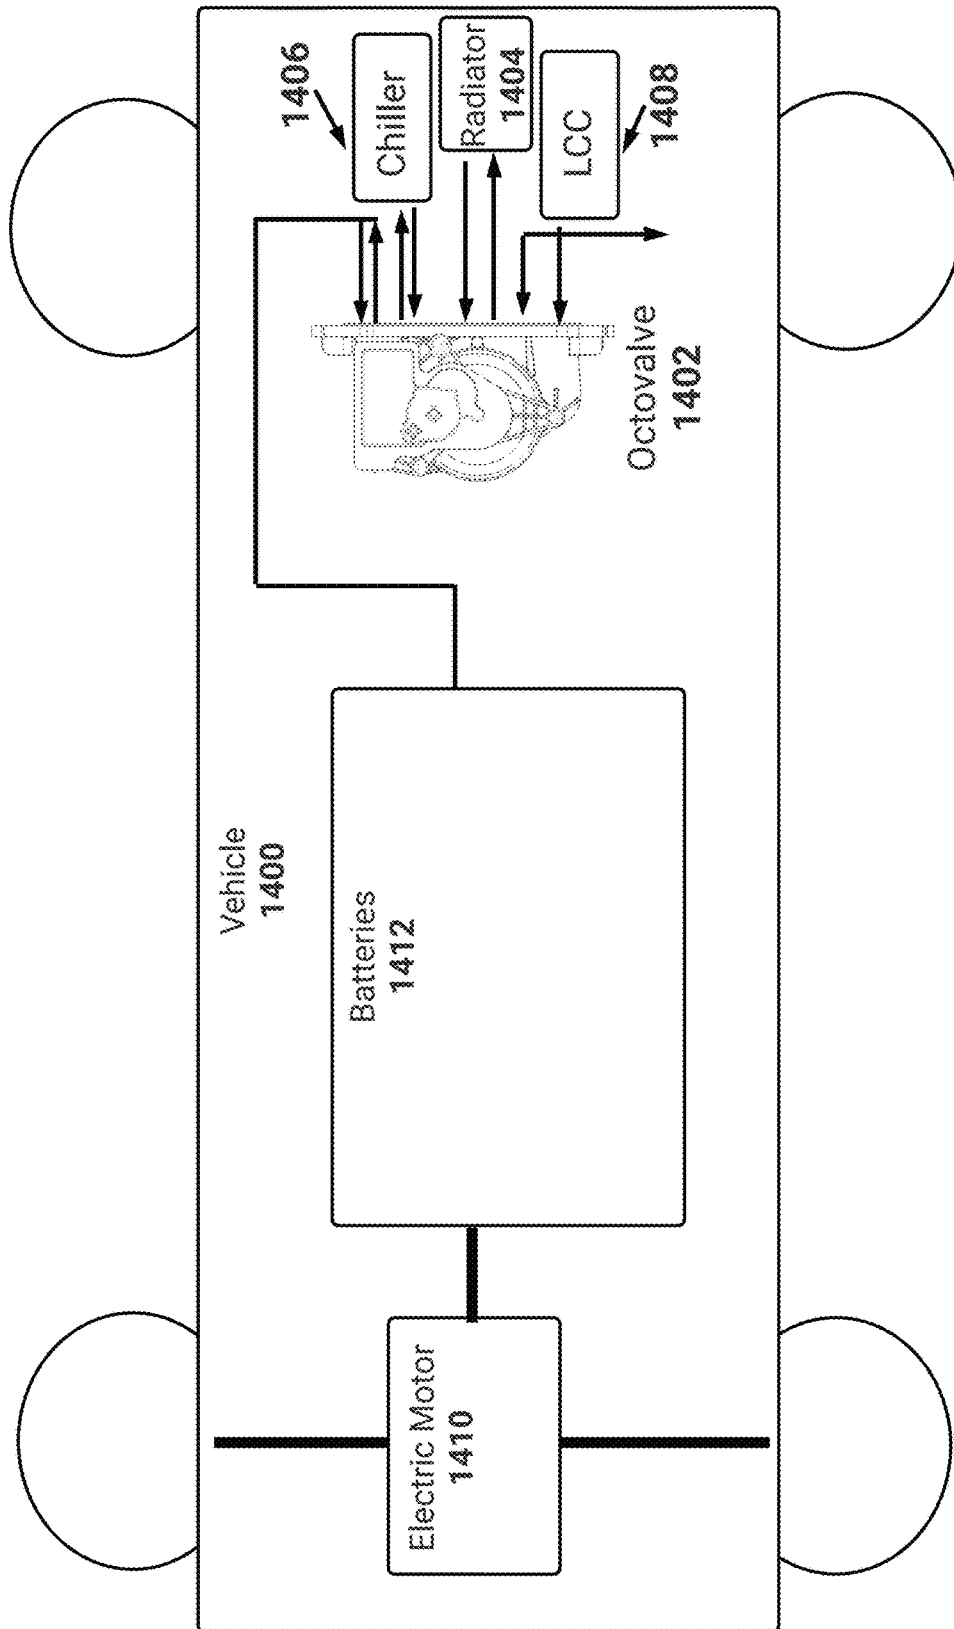 Vehicle
1400
Electric Motor
1410
Batteries
1412
Octovalve
1402
1406
Chiller
Radiator
1404
LCC
1408